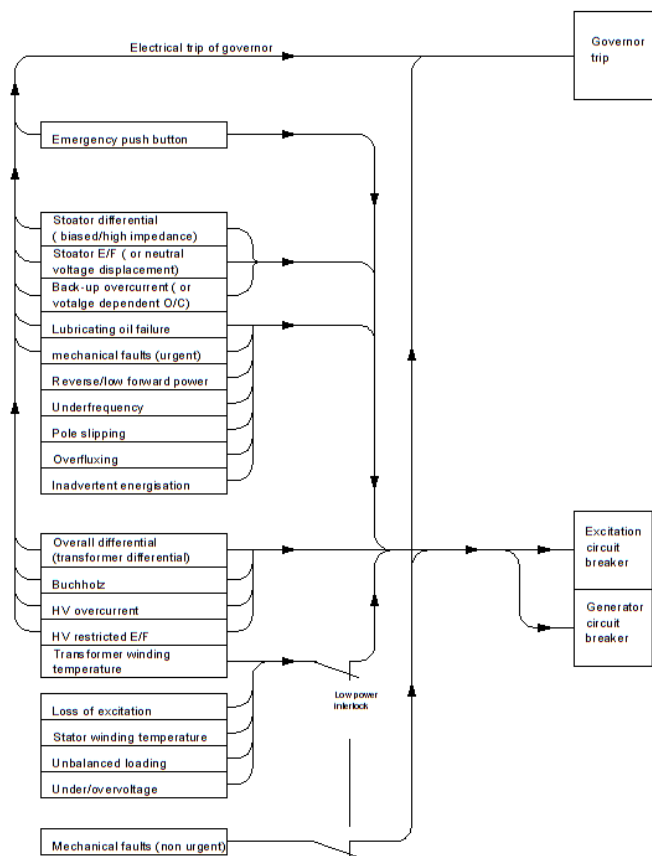 Electrical trip of governor
Governor
trip
Emergency push button
Stoator differential
( biased/high impedance)
Stoator E/F ( or neutral
voltage displacement)
Back-up overcurrent ( or
votalge dependent O/C)
Lubricating oil failure
mechanical faults (urgent)
Reverse/low forward power
Underfrequency
Pole slipping
Overfluxing
Inadvertent energisation
Overall differential
(transformer differential)
Buchholz
HV overcurrent
HV restricted E/F
Transformer winding
temperature
Excitation
circuit
breaker
Generator
circuit
breaker
Low power
interlock
Loss of excitation
Stator winding temperature
Unbalanced loading
Under/overvoltage
Mechanical faults (non urgent)